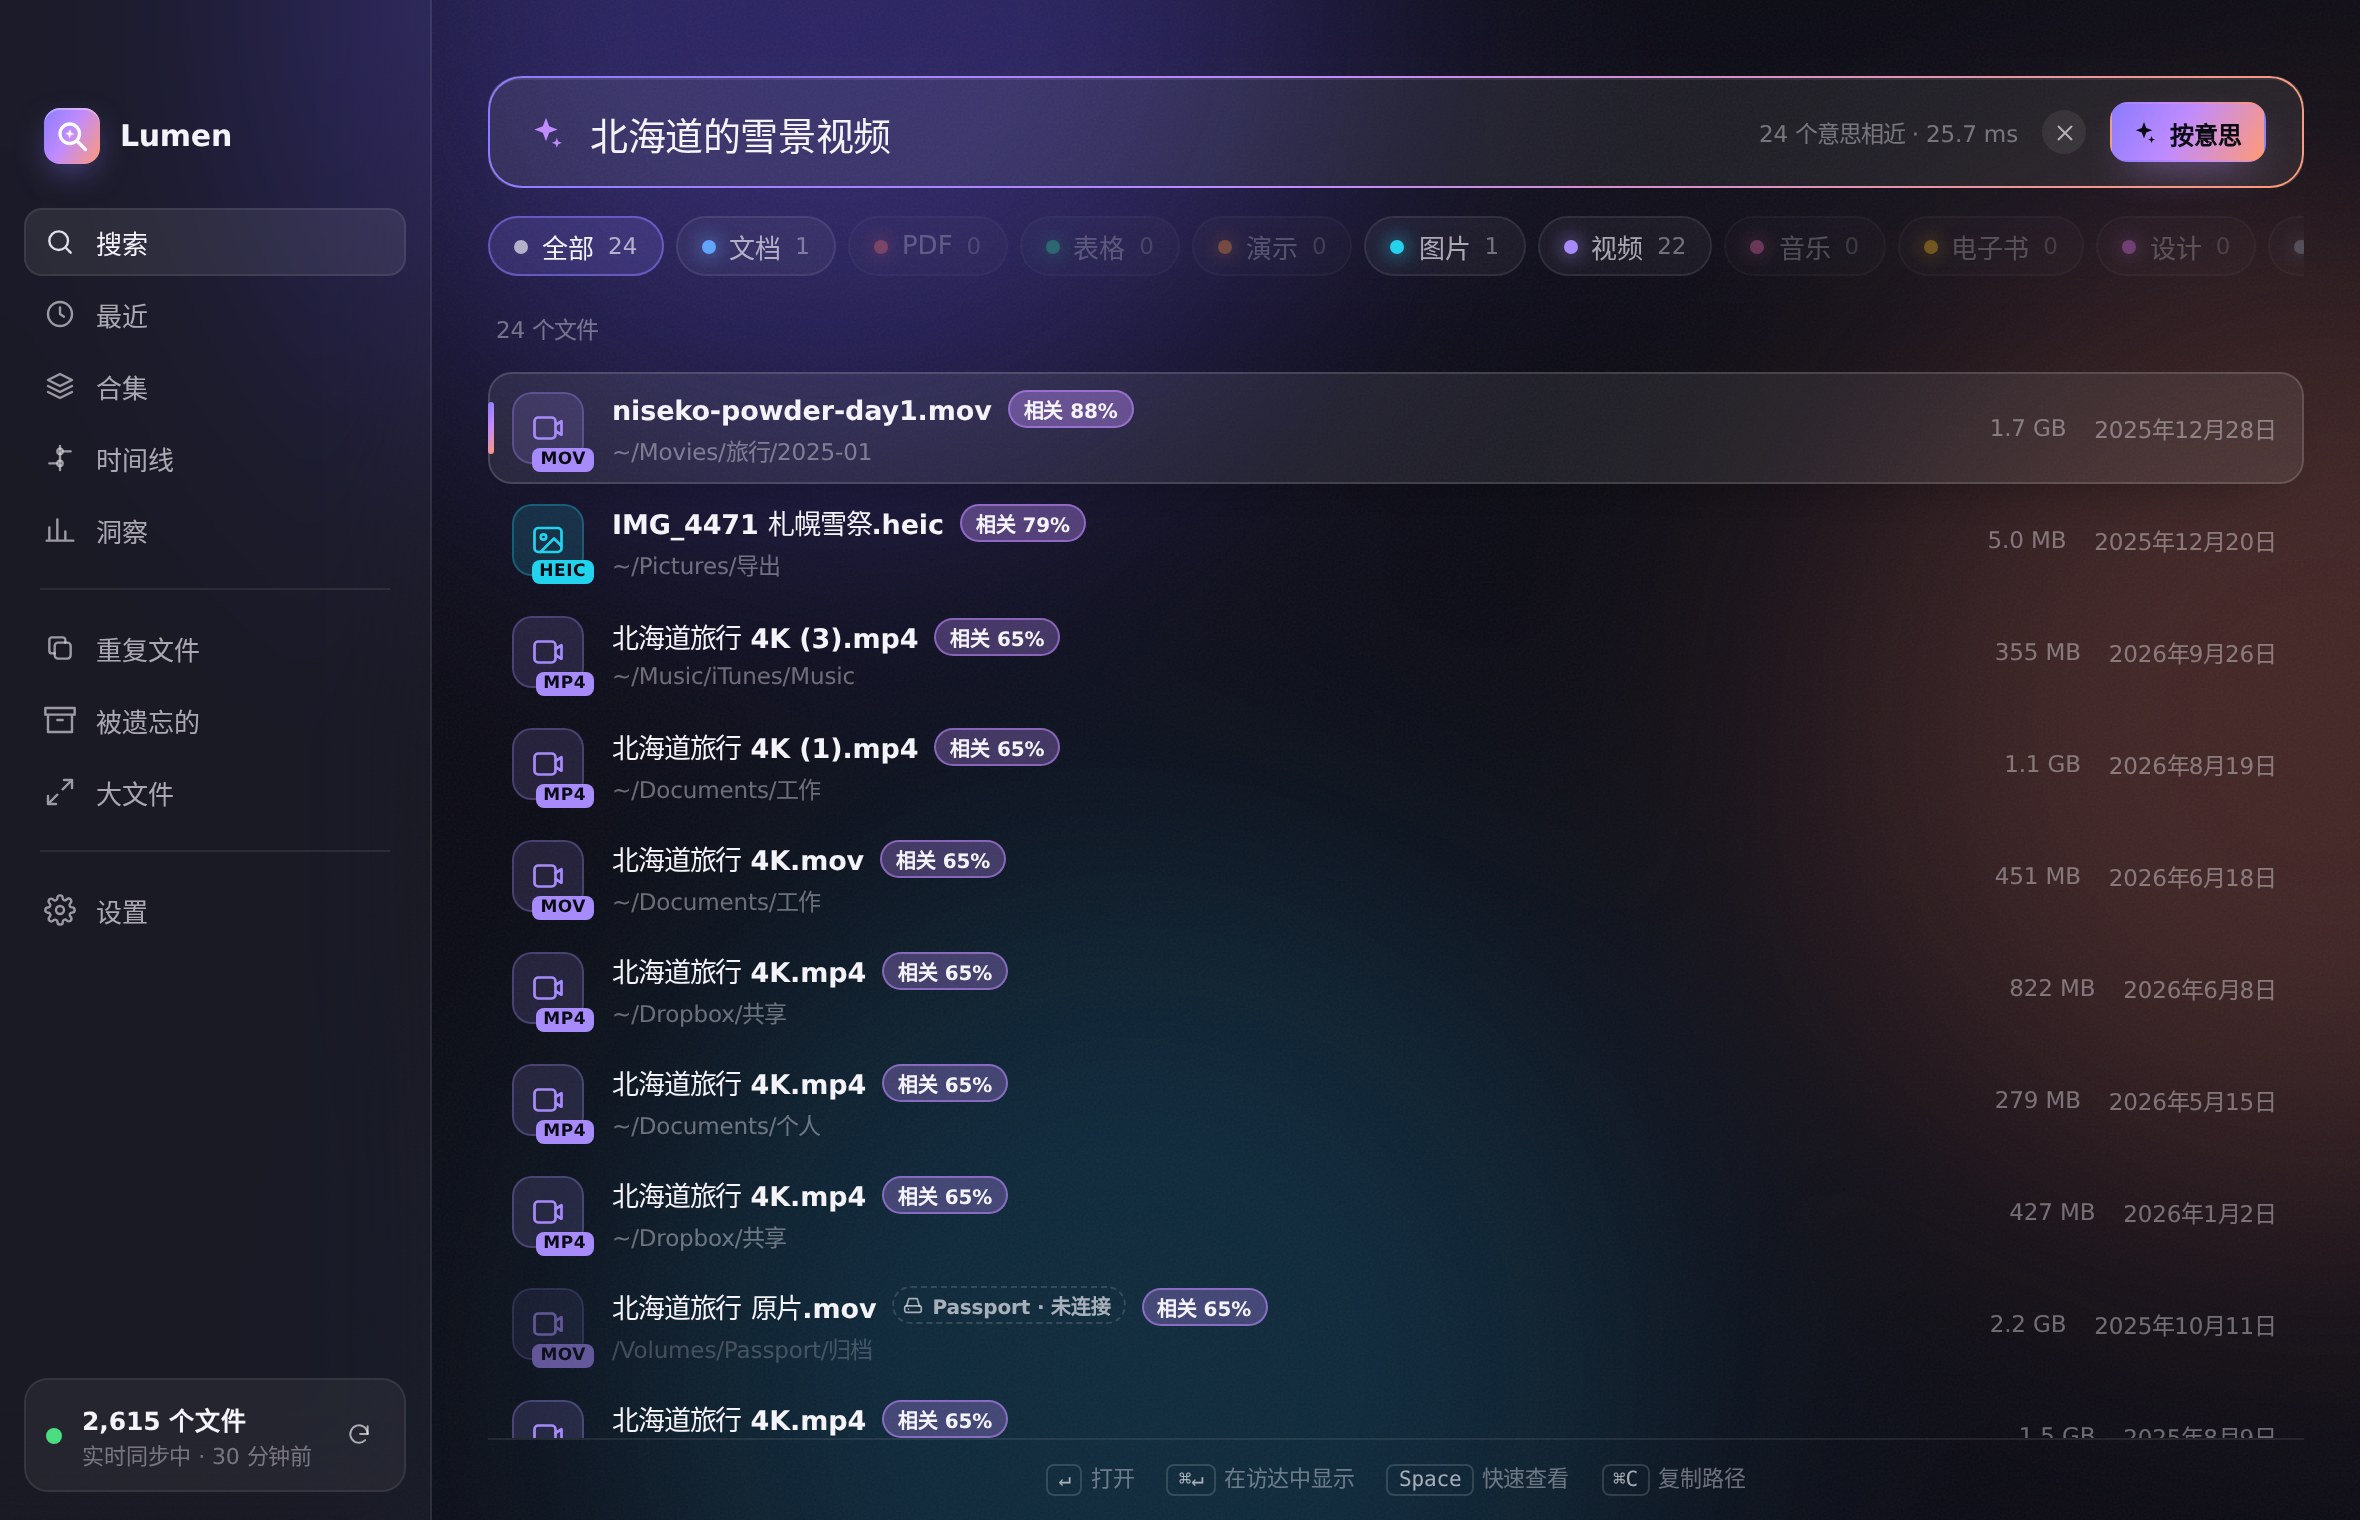 Lumen
搜索
最近
合集
时间线
洞察
重复文件
被遗忘的
大文件
设置
2,615 个文件
实时同步中 · 30 分钟前
北海道的雪景视频
24 个意思相近 · 25.7 ms
按意思
全部 24
文档 1
PDF 0
表格 0
演示 0
图片 1
视频 22
音乐 0
电子书 0
设计 0
24 个文件
niseko-powder-day1.mov 相关 88%
MOV
~/Movies/旅行/2025-01
1.7 GB 2025年12月28日
IMG_4471 札幌雪祭.heic 相关 79%
HEIC
~/Pictures/导出
5.0 MB 2025年12月20日
北海道旅行 4K (3).mp4 相关 65%
MP4
~/Music/iTunes/Music
355 MB 2026年9月26日
北海道旅行 4K (1).mp4 相关 65%
MP4
~/Documents/工作
1.1 GB 2026年8月19日
北海道旅行 4K.mov 相关 65%
MOV
~/Documents/工作
451 MB 2026年6月18日
北海道旅行 4K.mp4 相关 65%
MP4
~/Dropbox/共享
822 MB 2026年6月8日
北海道旅行 4K.mp4 相关 65%
MP4
~/Documents/个人
279 MB 2026年5月15日
北海道旅行 4K.mp4 相关 65%
MP4
~/Dropbox/共享
427 MB 2026年1月2日
北海道旅行 原片.mov Passport · 未连接 相关 65%
MOV
/Volumes/Passport/归档
2.2 GB 2025年10月11日
北海道旅行 4K.mp4 相关 65%
1.5 GB 2025年8月9日
↵ 打开 ⌘↵ 在访达中显示 Space 快速查看 ⌘C 复制路径